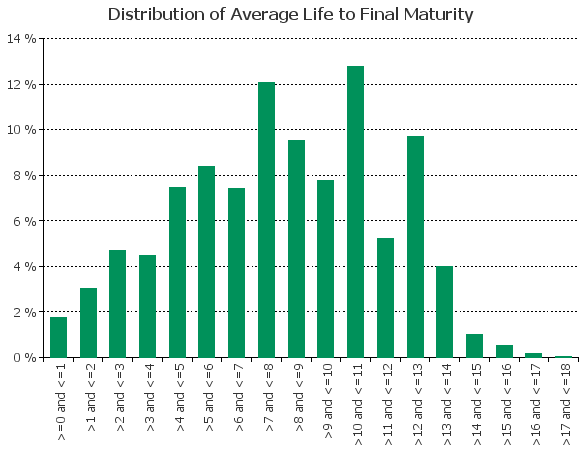 Distribution of Average Life to Final Maturity
14 %
12 %
10 %
8 %
6 %
4 %
2 %
0 %
>=0 and <=1
>1 and <=2
>2 and <=3
>3 and <=4
>4 and <=5
>5 and <=6
>6 and <=7
>7 and <=8
>8 and <=9
>9 and <=10
>10 and <=11
>11 and <=12
>12 and <=13
>13 and <=14
>14 and <=15
>15 and <=16
>16 and <=17
>17 and <=18